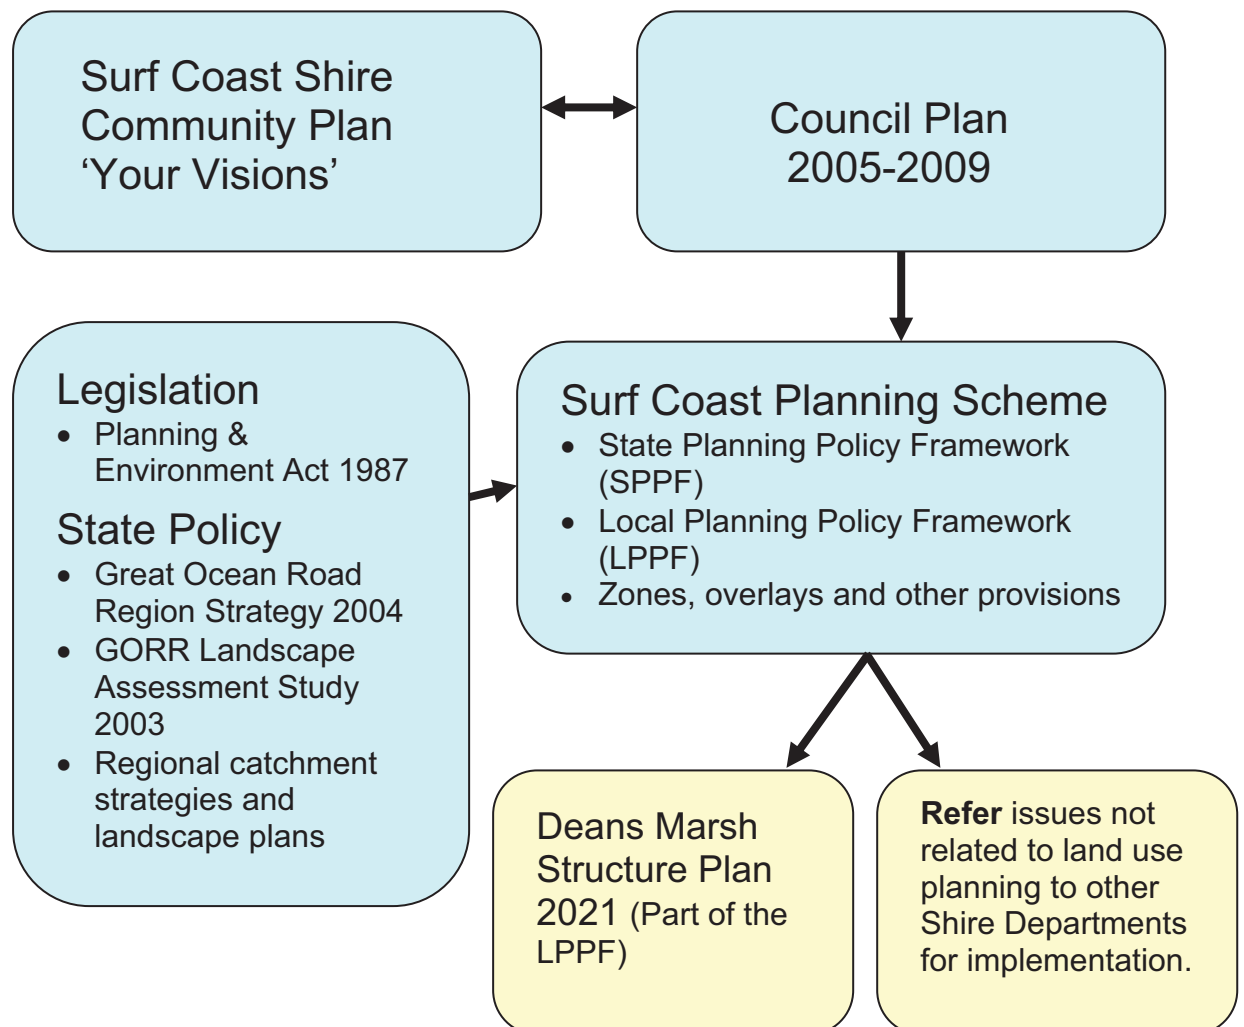 Surf Coast Shire
Community Plan
‘Your Visions’
Council Plan
2005-2009
Legislation
• Planning &
Environment Act 1987
State Policy
• Great Ocean Road
Region Strategy 2004
• GORR Landscape
Assessment Study
2003
• Regional catchment
strategies and
landscape plans
Surf Coast Planning Scheme
• State Planning Policy Framework
(SPPF)
• Local Planning Policy Framework
(LPPF)
• Zones, overlays and other provisions
Deans Marsh
Structure Plan
2021 (Part of the
LPPF)
Refer issues not
related to land use
planning to other
Shire Departments
for implementation.